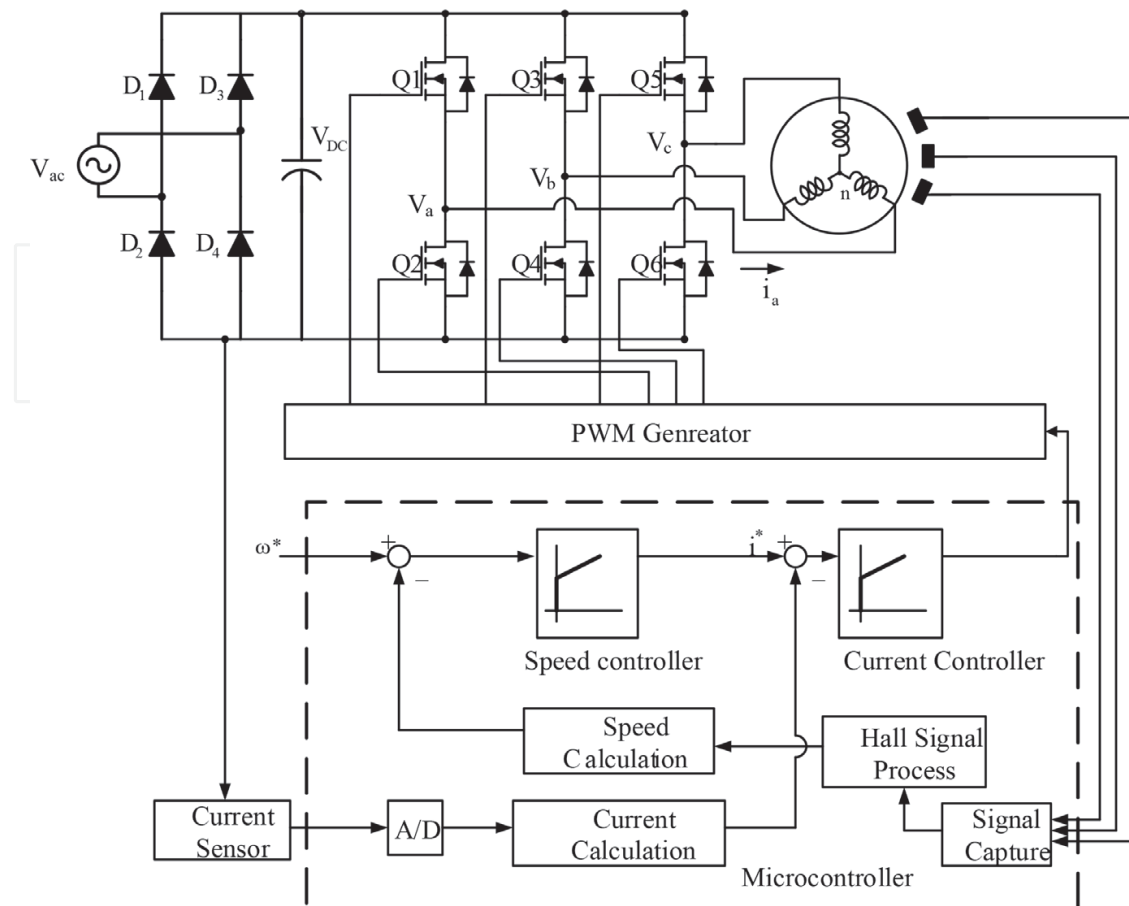 D1
D3
Vac
D2
D4
VDC
Q1
Q3
Q5
Va
Vb
Vc
n
Q2
Q4
Q6
ia
PWM Genreator
ω*
+
−
i*
+
−
Speed controller
Current Controller
Speed
Calculation
Hall Signal
Process
Current
Sensor
A/D
Current
Calculation
Signal
Capture
Microcontroller